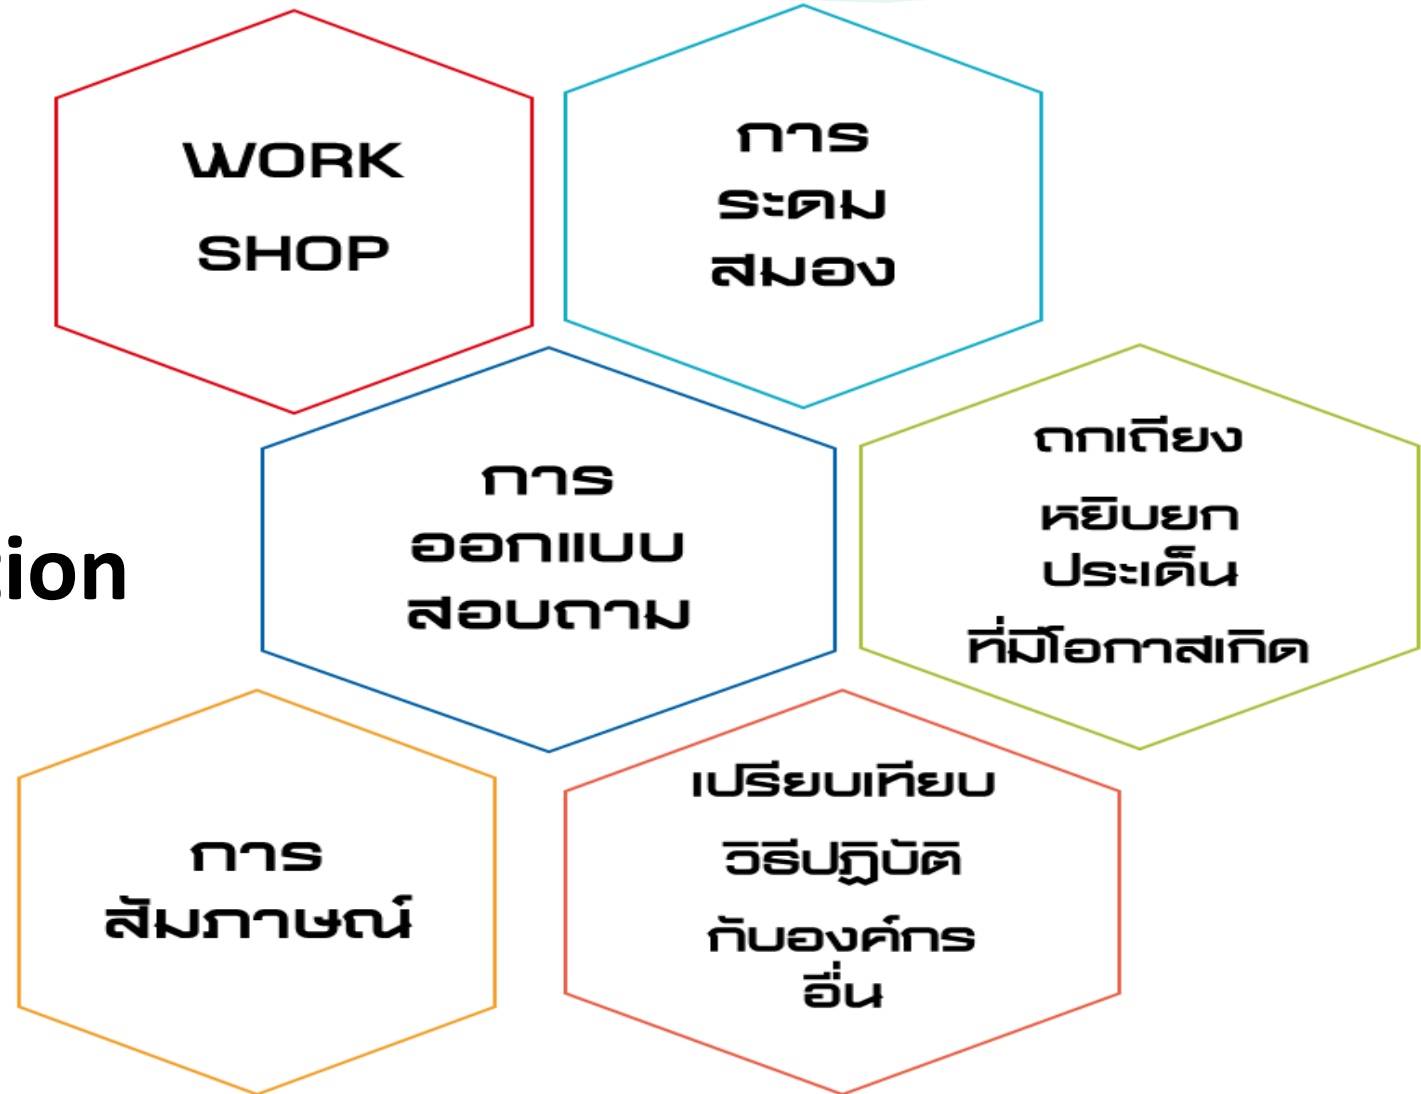 WORK
SHOP
การ
ระดม
สมอง
tion
การ
ออกแบบ
สอบถาม
ถกเถียง
หยิบยก
ประเด็น
ที่มีโอกาสเกิด
การ
สัมภาษณ์
เปรียบเทียบ
วิธีปฏิบัติ
กับองค์กร
อื่น